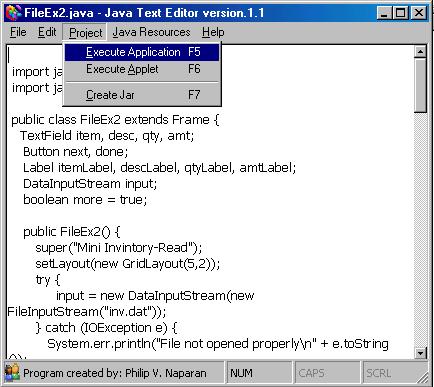 FileEx2.java - Java Text Editor version.1.1
File Edit Project Java Resources Help
Execute Application F5
Execute Applet F6
Create Jar F7
import ja
import ja
public class FileEx2 extends Frame {
TextField item, desc, qty, amt;
Button next, done;
Label itemLabel, descLabel, qtyLabel, amtLabel;
DataInputStream input;
boolean more = true;
public FileEx2() {
super("Mini Invintory-Read");
setLayout(new GridLayout(5,2));
try {
input = new DataInputStream(new
FileInputStream("inv.dat"));
} catch (IOException e) {
System.err.println("File not opened properly\n" + e.toString
());
Program created by: Philip V. Naparan NUM CAPS SCRL